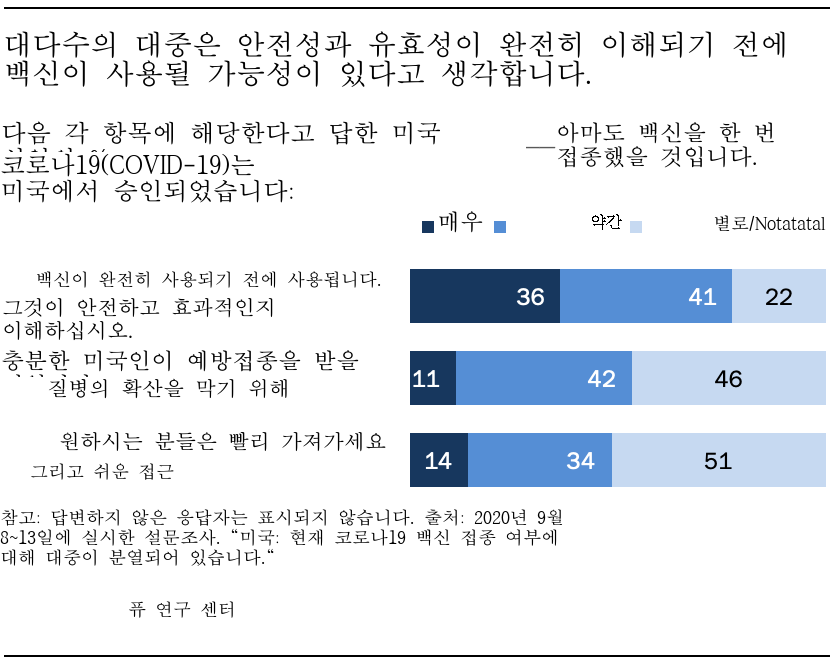 대다수의 대중은 안전성과 유효성이 완전히 이해되기 전에
백신이 사용될 가능성이 있다고 생각합니다.
다음 각 항목에 해당한다고 답한 미국
코로나19(COVID-19)는
미국에서 승인되었습니다:
__아마도 백신을 한 번
접종했을 것입니다.
매우 약간 별로/Notatatal
백신이 완전히 사용되기 전에 사용됩니다.
그것이 안전하고 효과적인지
이해하십시오.
36 41 22
충분한 미국인이 예방접종을 받을
질병의 확산을 막기 위해
11 42 46
원하시는 분들은 빨리 가져가세요
그리고 쉬운 접근
14 34 51
참고: 답변하지 않은 응답자는 표시되지 않습니다. 출처: 2020년 9월
8~13일에 실시한 설문조사. “미국: 현재 코로나19 백신 접종 여부에
대해 대중이 분열되어 있습니다.“
퓨 연구 센터